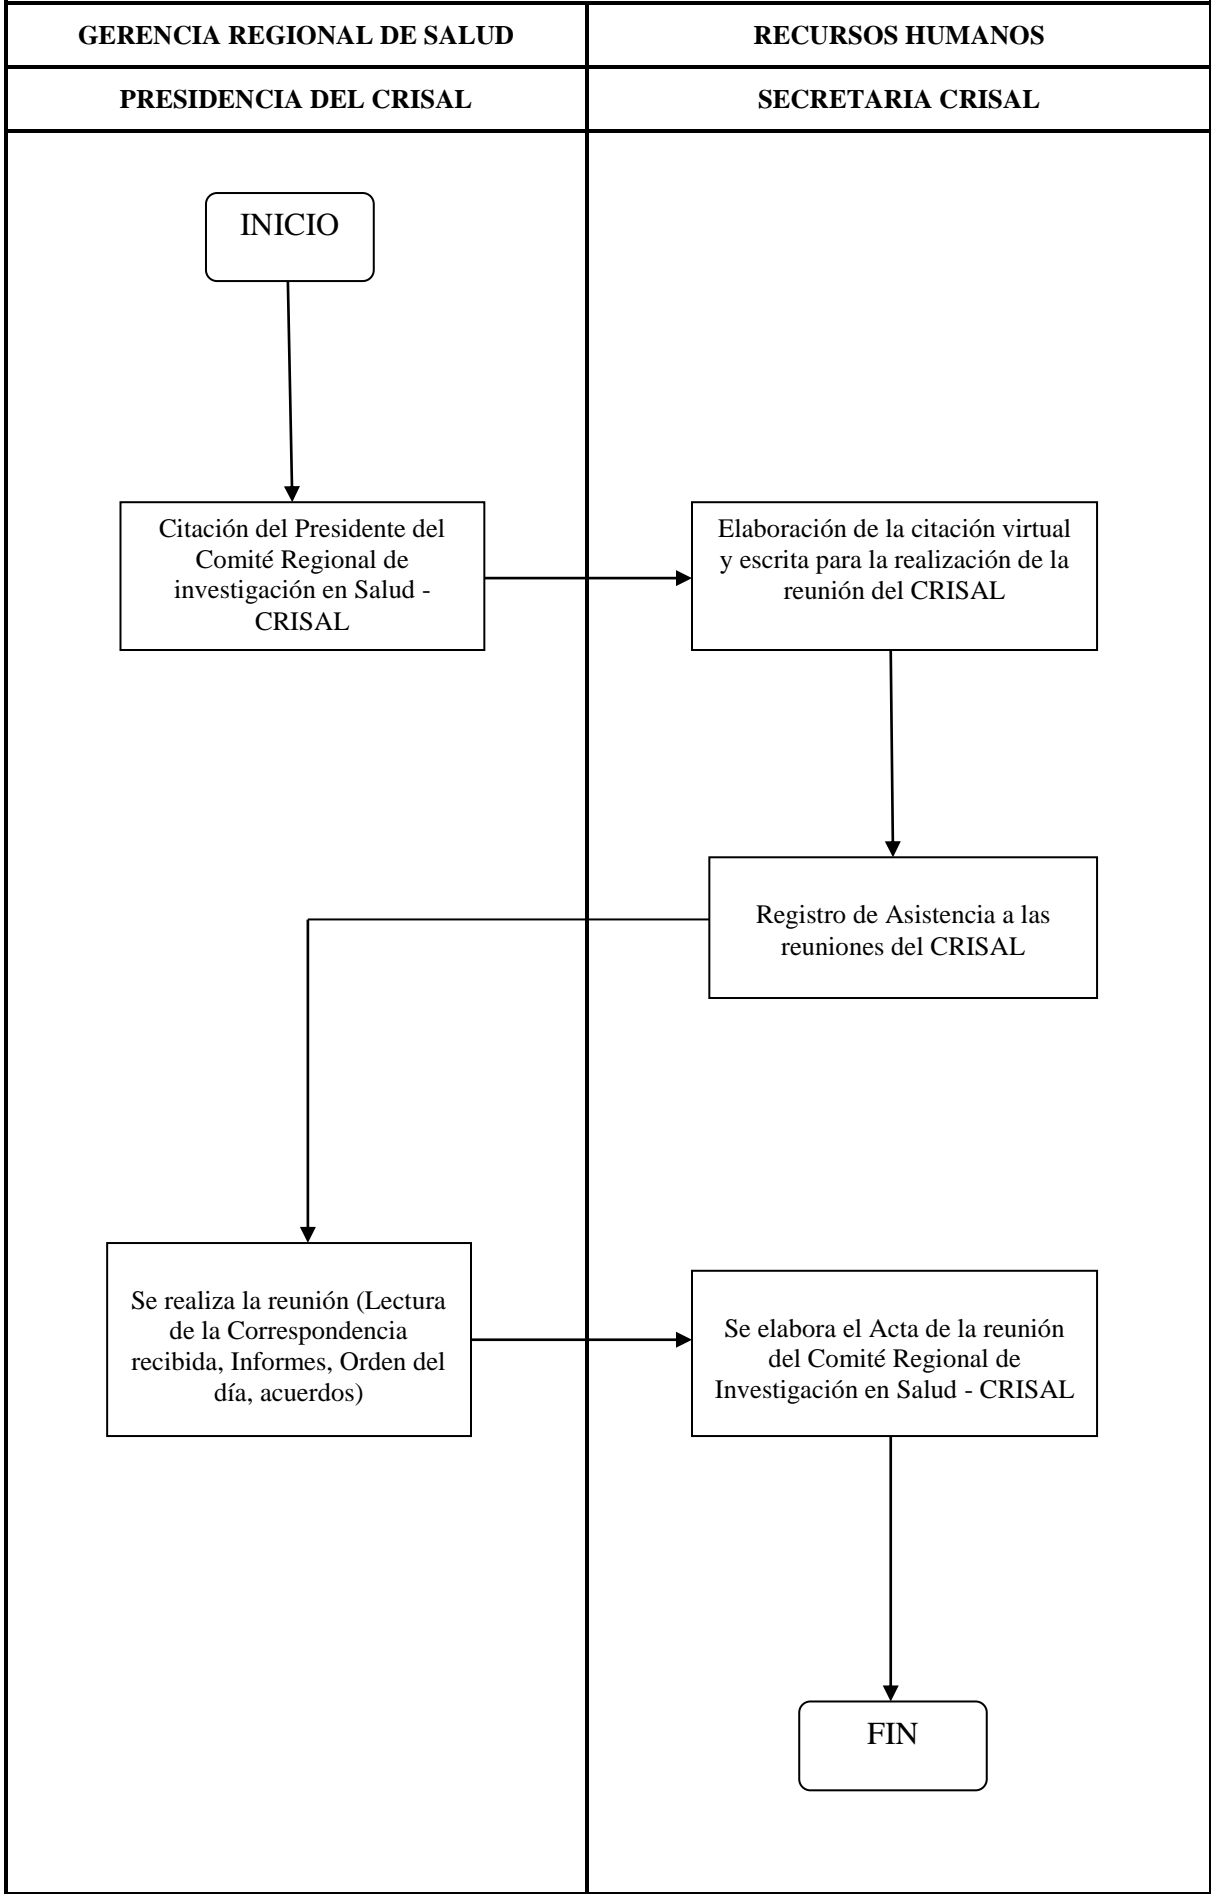 GERENCIA REGIONAL DE SALUD
RECURSOS HUMANOS
PRESIDENCIA DEL CRISAL
SECRETARIA CRISAL
INICIO
Citación del Presidente del
Comité Regional de
investigación en Salud -
CRISAL
Elaboración de la citación virtual
y escrita para la realización de la
reunión del CRISAL
Registro de Asistencia a las
reuniones del CRISAL
Se realiza la reunión (Lectura
de la Correspondencia
recibida, Informes, Orden del
día, acuerdos)
Se elabora el Acta de la reunión
del Comité Regional de
Investigación en Salud - CRISAL
FIN